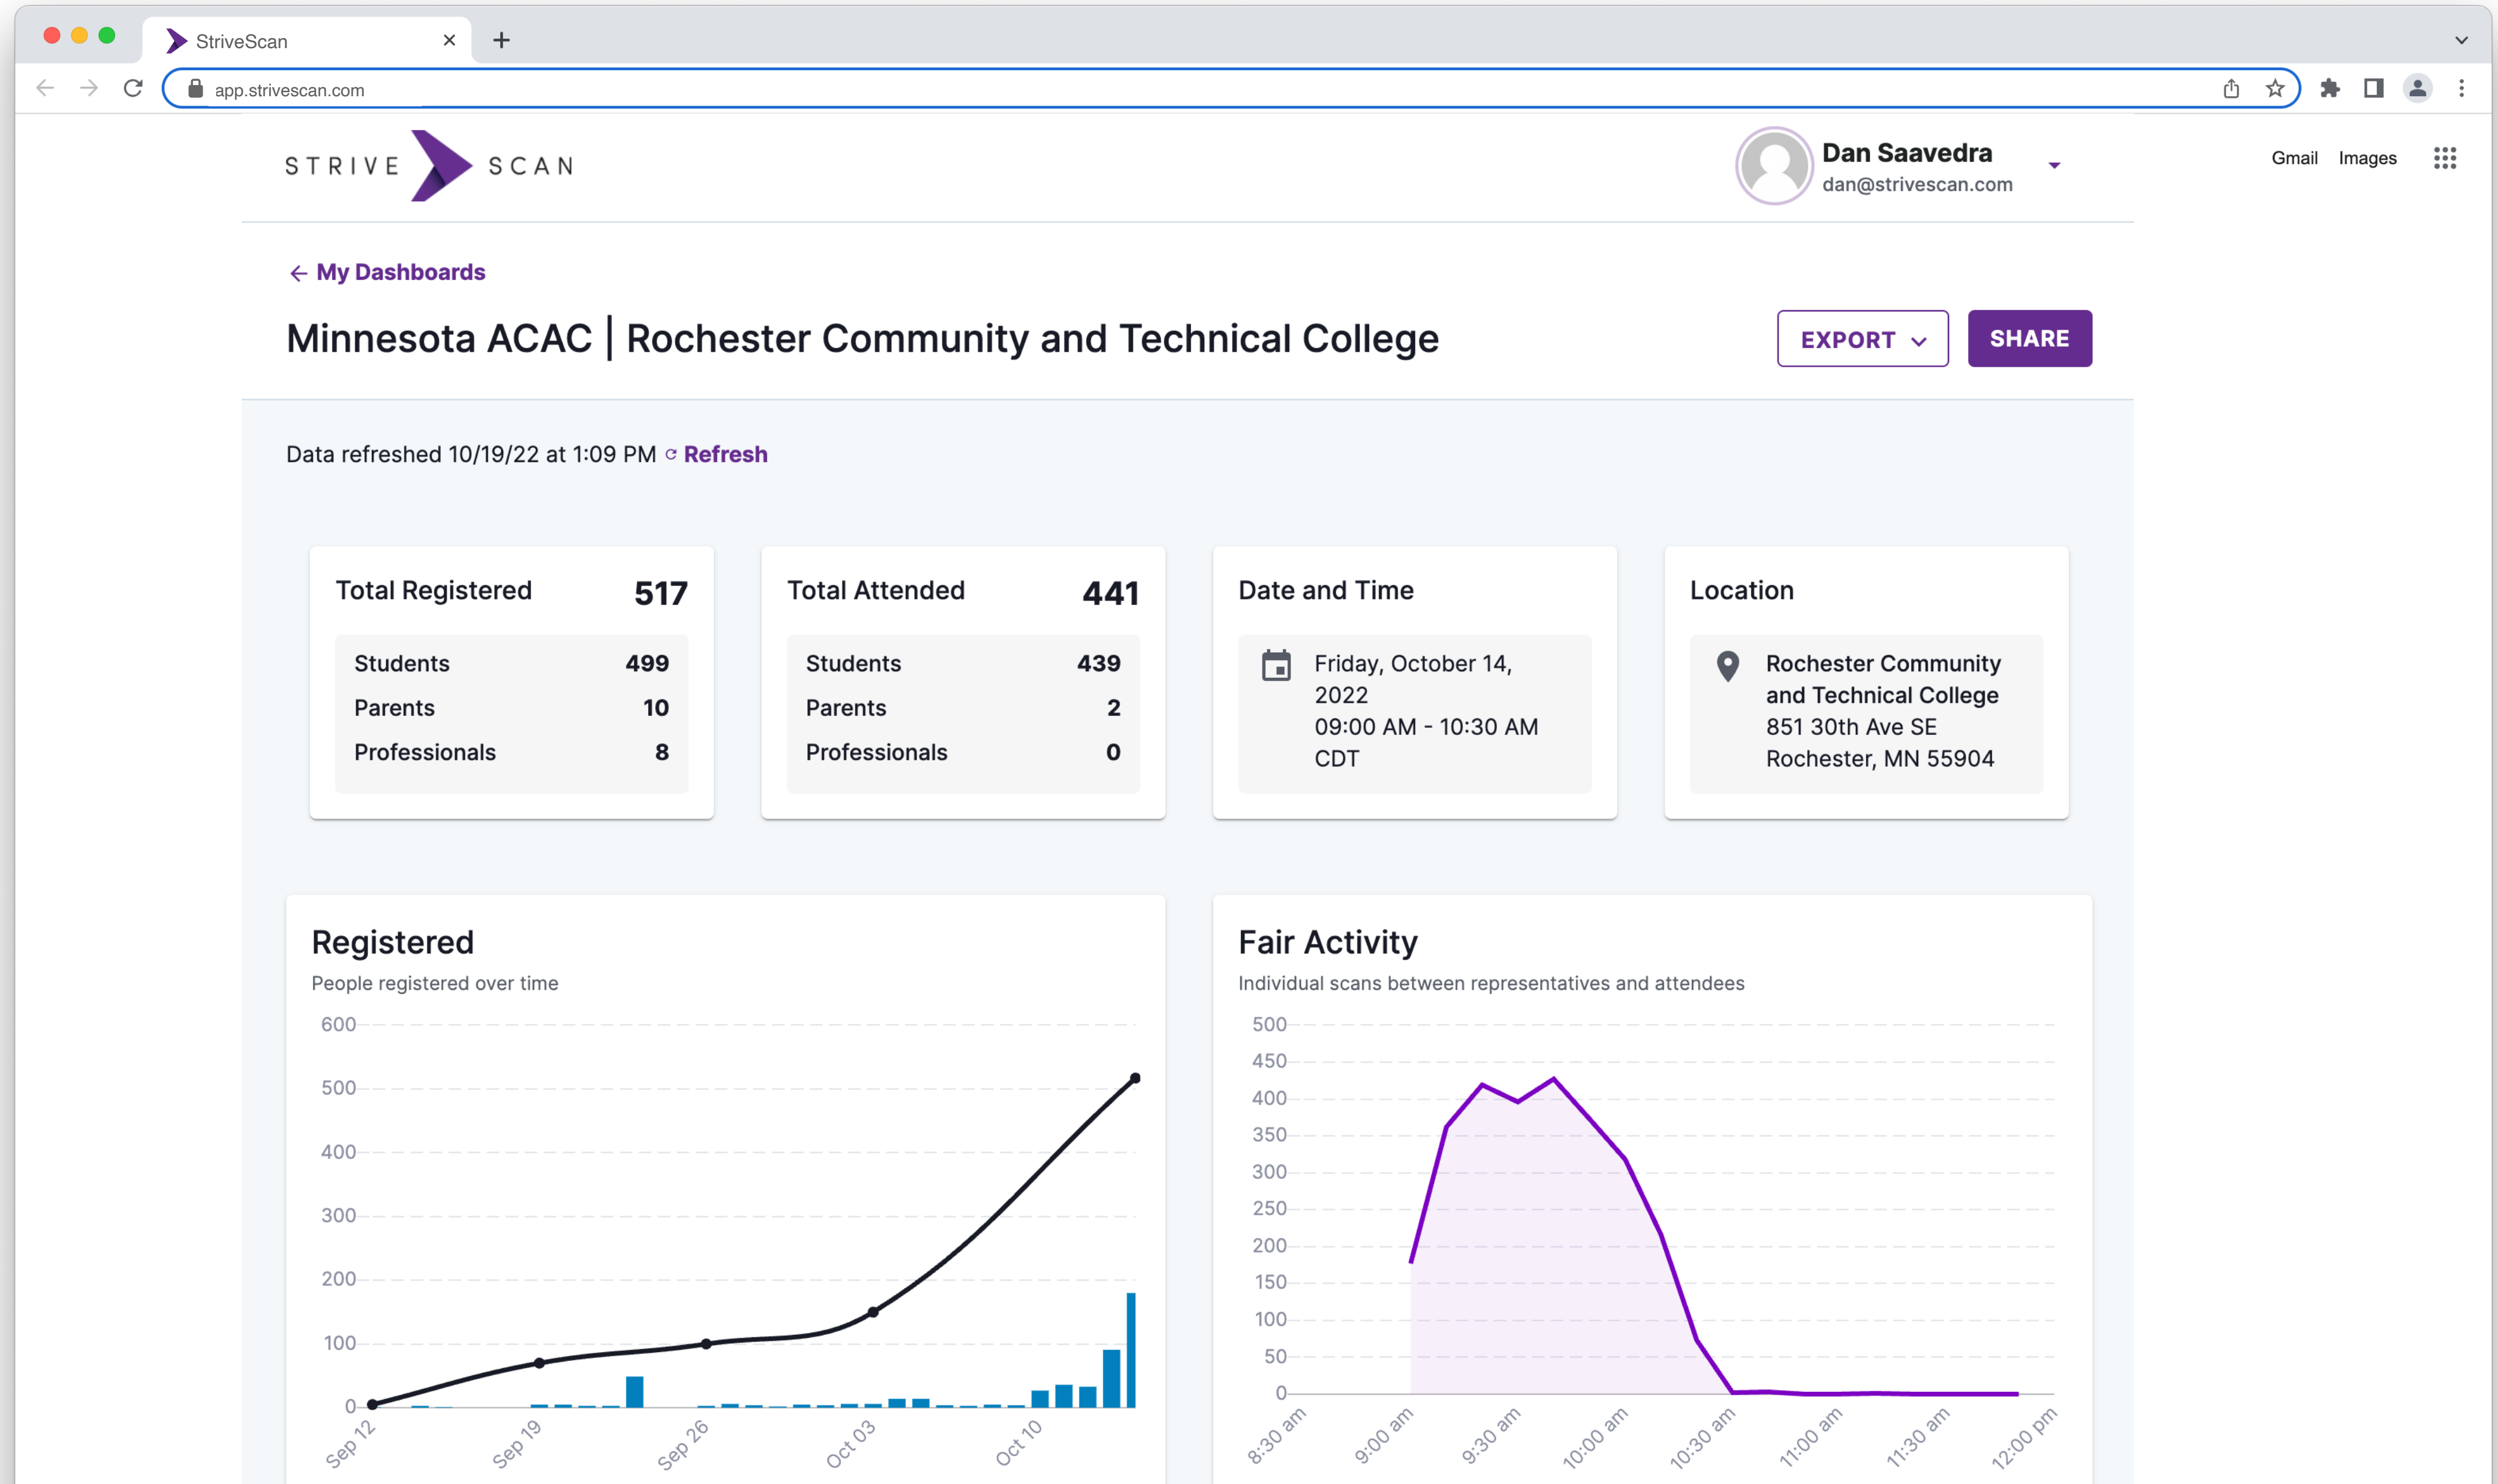 StriveScan
app.strivescan.com
STRIVE SCAN
Dan Saavedra
dan@strivescan.com
Gmail Images
My Dashboards
Minnesota ACAC | Rochester Community and Technical College
EXPORT
SHARE
Data refreshed 10/19/22 at 1:09 PM Refresh
Total Registered 517
Students 499
Parents 10
Professionals 8
Total Attended 441
Students 439
Parents 2
Professionals 0
Date and Time
Friday, October 14,
2022
09:00 AM - 10:30 AM
CDT
Location
Rochester Community
and Technical College
851 30th Ave SE
Rochester, MN 55904
Registered
People registered over time
600
500
400
300
200
100
0
Sep 12
Sep 19
Sep 26
Oct 03
Oct 10
Fair Activity
Individual scans between representatives and attendees
500
450
400
350
300
250
200
150
100
50
0
8:30 am
9:00 am
9:30 am
10:00 am
10:30 am
11:00 am
11:30 am
12:00 pm